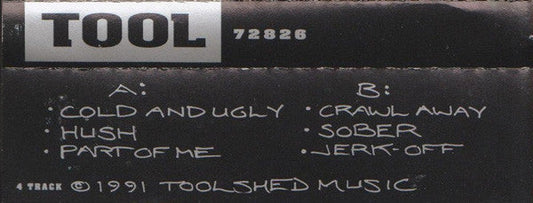 TOOL 72826
A:
• COLD AND UGLY
• HUSH
• PART OF ME
B:
• CRAWL AWAY
• SOBER
• JERK-OFF
4 TRACK © 1991 TOOLSHED MUSIC